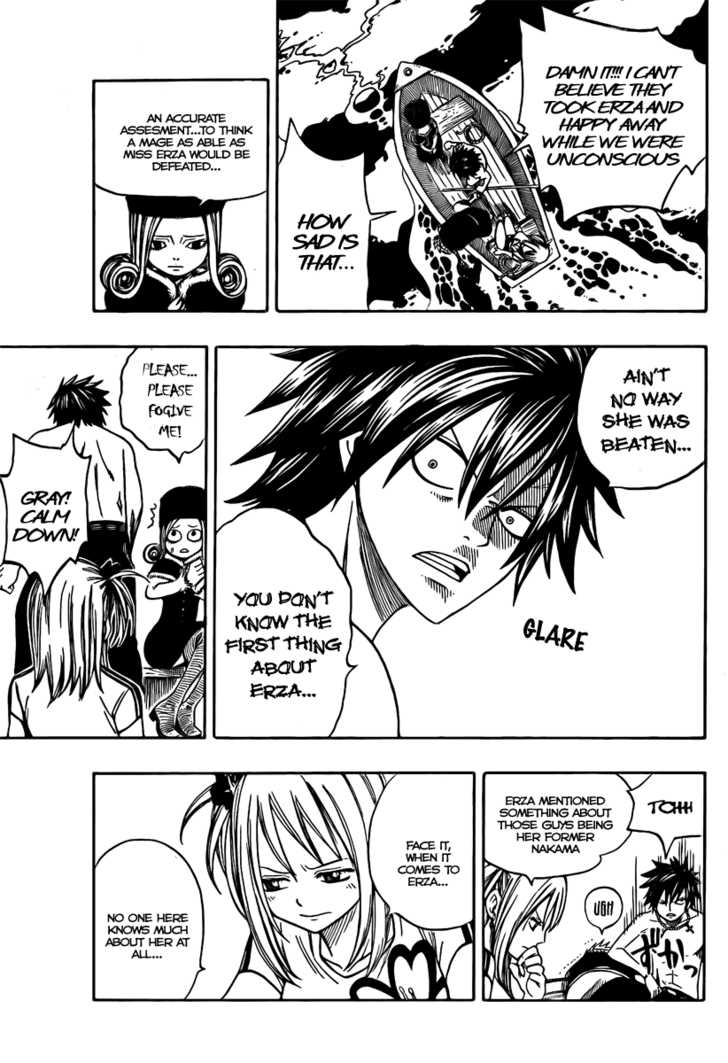 DAMN IT!!! I CAN'T
BELIEVE THEY
TOOK ERZA AND
HAPPY AWAY
WHILE WE WERE
UNCONSCIOUS
HOW
SAD IS
THAT...
AN ACCURATE
ASSESMENT...TO THINK
A MAGE AS ABLE AS
MISS ERZA WOULD BE
DEFEATED...
AIN'T
NO WAY
SHE WAS
BEATEN...
YOU DON'T
KNOW THE
FIRST THING
ABOUT
ERZA...
GLARE
PLEASE...
PLEASE
FOGIVE
ME!
GRAY!
CALM
DOWN!
TCHH
ERZA MENTIONED
SOMETHING ABOUT
THOSE GUYS BEING
HER FORMER
NAKAMA
UGH
どかっ
FACE IT,
WHEN IT
COMES TO
ERZA...
NO ONE HERE
KNOWS MUCH
ABOUT HER AT
ALL....